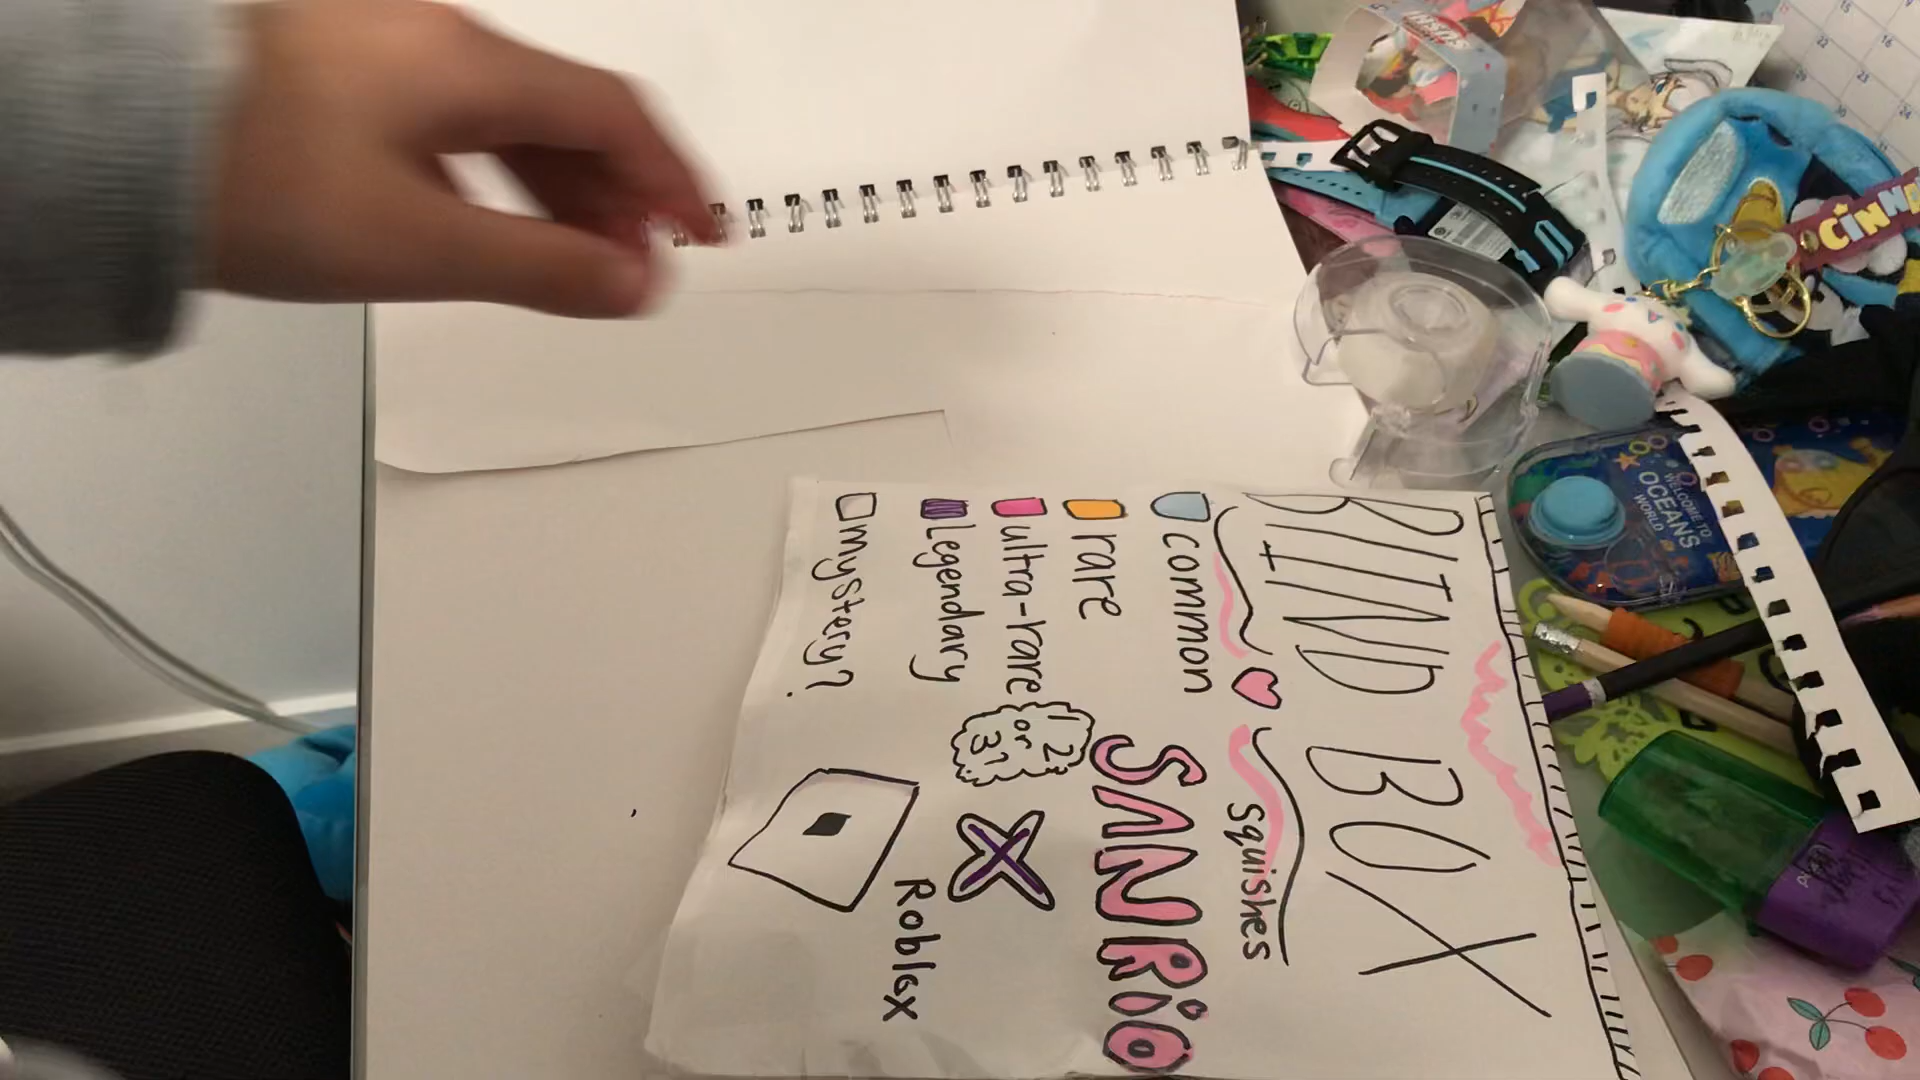 BLIND BOX
squishes
common
rare
ultra-rare
Legendary
mystery?
SANRIO
1 2
or
3?
X
Roblox
WELCOME TO
OCEANS
WORLD